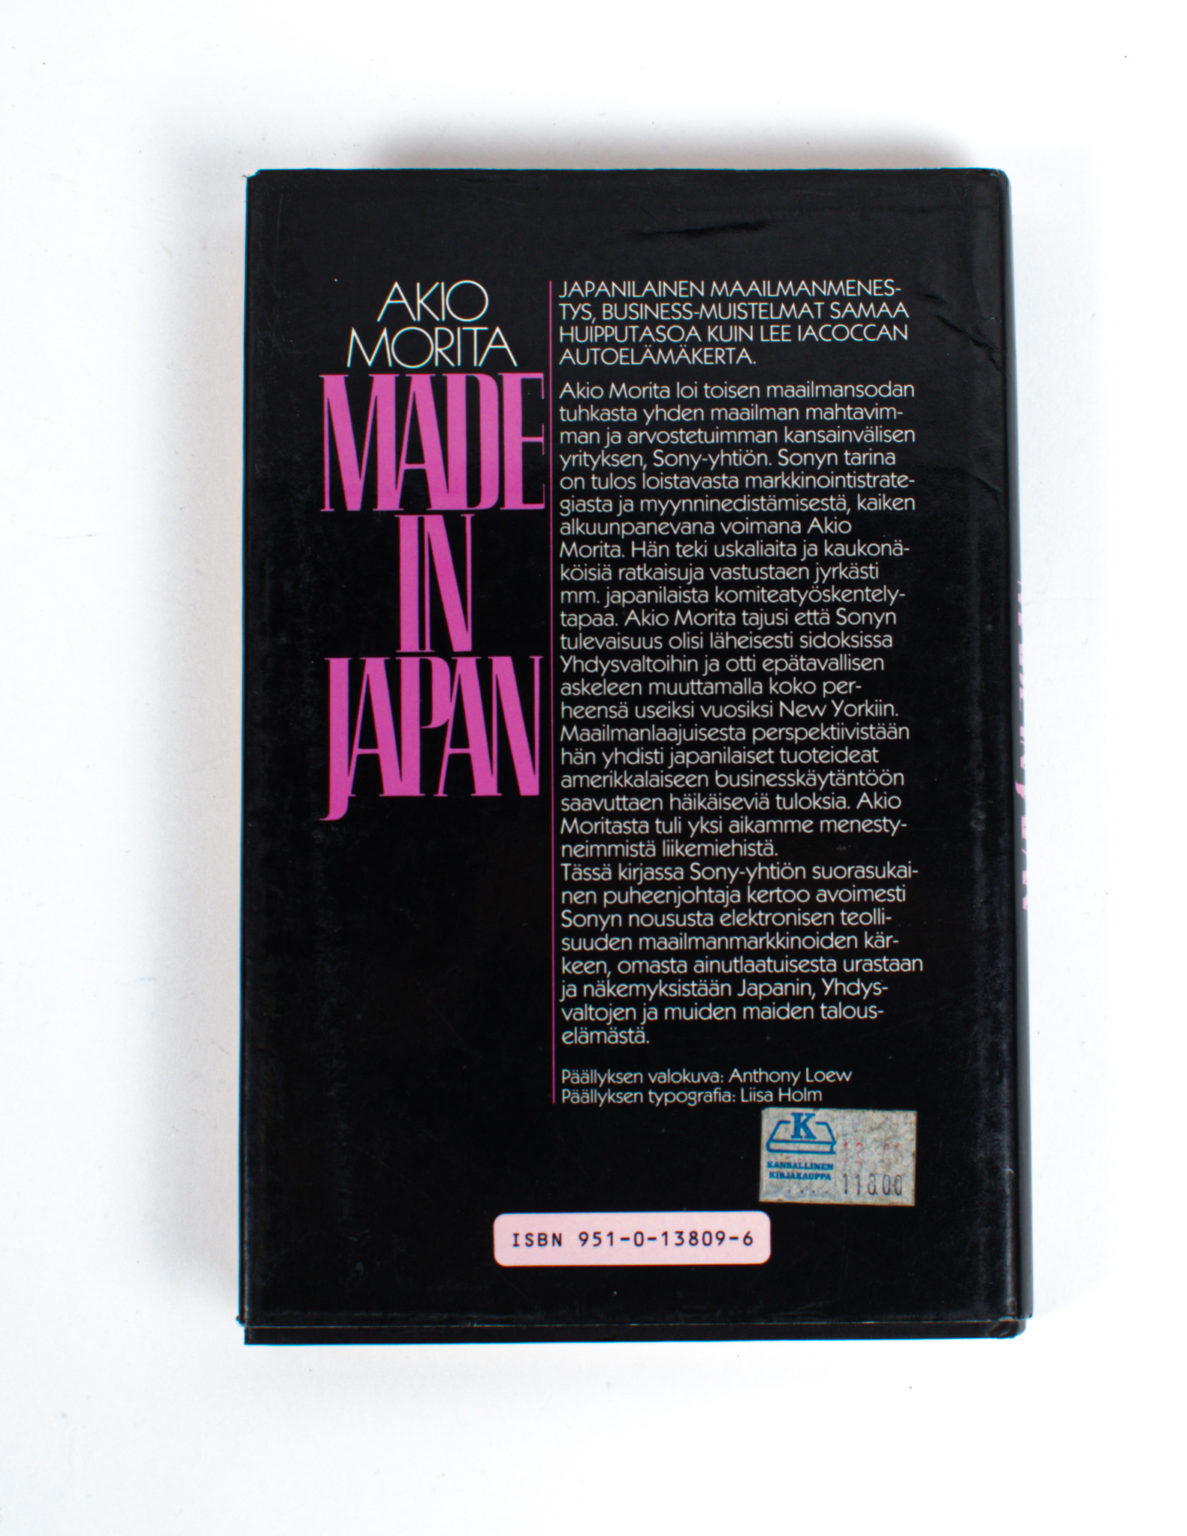 AKIO
MORITA
MADE
IN
JAPAN
JAPANILAINEN MAAILMANMENES-
TYS, BUSINESS-MUISTELMAT SAMAA
HUIPPUTASOA KUIN LEE IACOCCAN
AUTOELÄMÄKERTA.
Akio Morita loi toisen maailmansodan
tuhkasta yhden maailman mahtavim-
man ja arvostetuimman kansainvälisen
yrityksen, Sony-yhtiön. Sonyn tarina
on tulos loistavasta markkinointistrate-
giasta ja myynninedistämisestä, kaiken
alkuunpanevana voimana Akio
Morita. Hän teki uskaliaita ja kaukonä-
köisiä ratkaisuja vastustaen jyrkästi
mm. japanilaista komiteatyöskentely-
tapaa. Akio Morita tajusi että Sonyn
tulevaisuus olisi läheisesti sidoksissa
Yhdysvaltoihin ja otti epätavallisen
askeleen muuttamalla koko per-
heensä useiksi vuosiksi New Yorkiin.
Maailmanlaajuisesta perspektiivistään
hän yhdisti japanilaiset tuoteideat
amerikkalaiseen businesskäytäntöön
saavuttaen häikäiseviä tuloksia. Akio
Moritasta tuli yksi aikamme menesty-
neimmistä liikemiehistä.
Tässä kirjassa Sony-yhtiön suorasukai-
nen puheenjohtaja kertoo avoimesti
Sonyn noususta elektronisen teolli-
suuden maailmanmarkkinoiden kär-
keen, omasta ainutlaatuisesta urastaan
ja näkemyksistään Japanin, Yhdys-
valtojen ja muiden maiden talous-
elämästä.
Päällyksen valokuva: Anthony Loew
Päällyksen typografia: Liisa Holm
K
KANSALLINEN
KIRJAKAUPPA
118.00
ISBN 951-0-13809-6